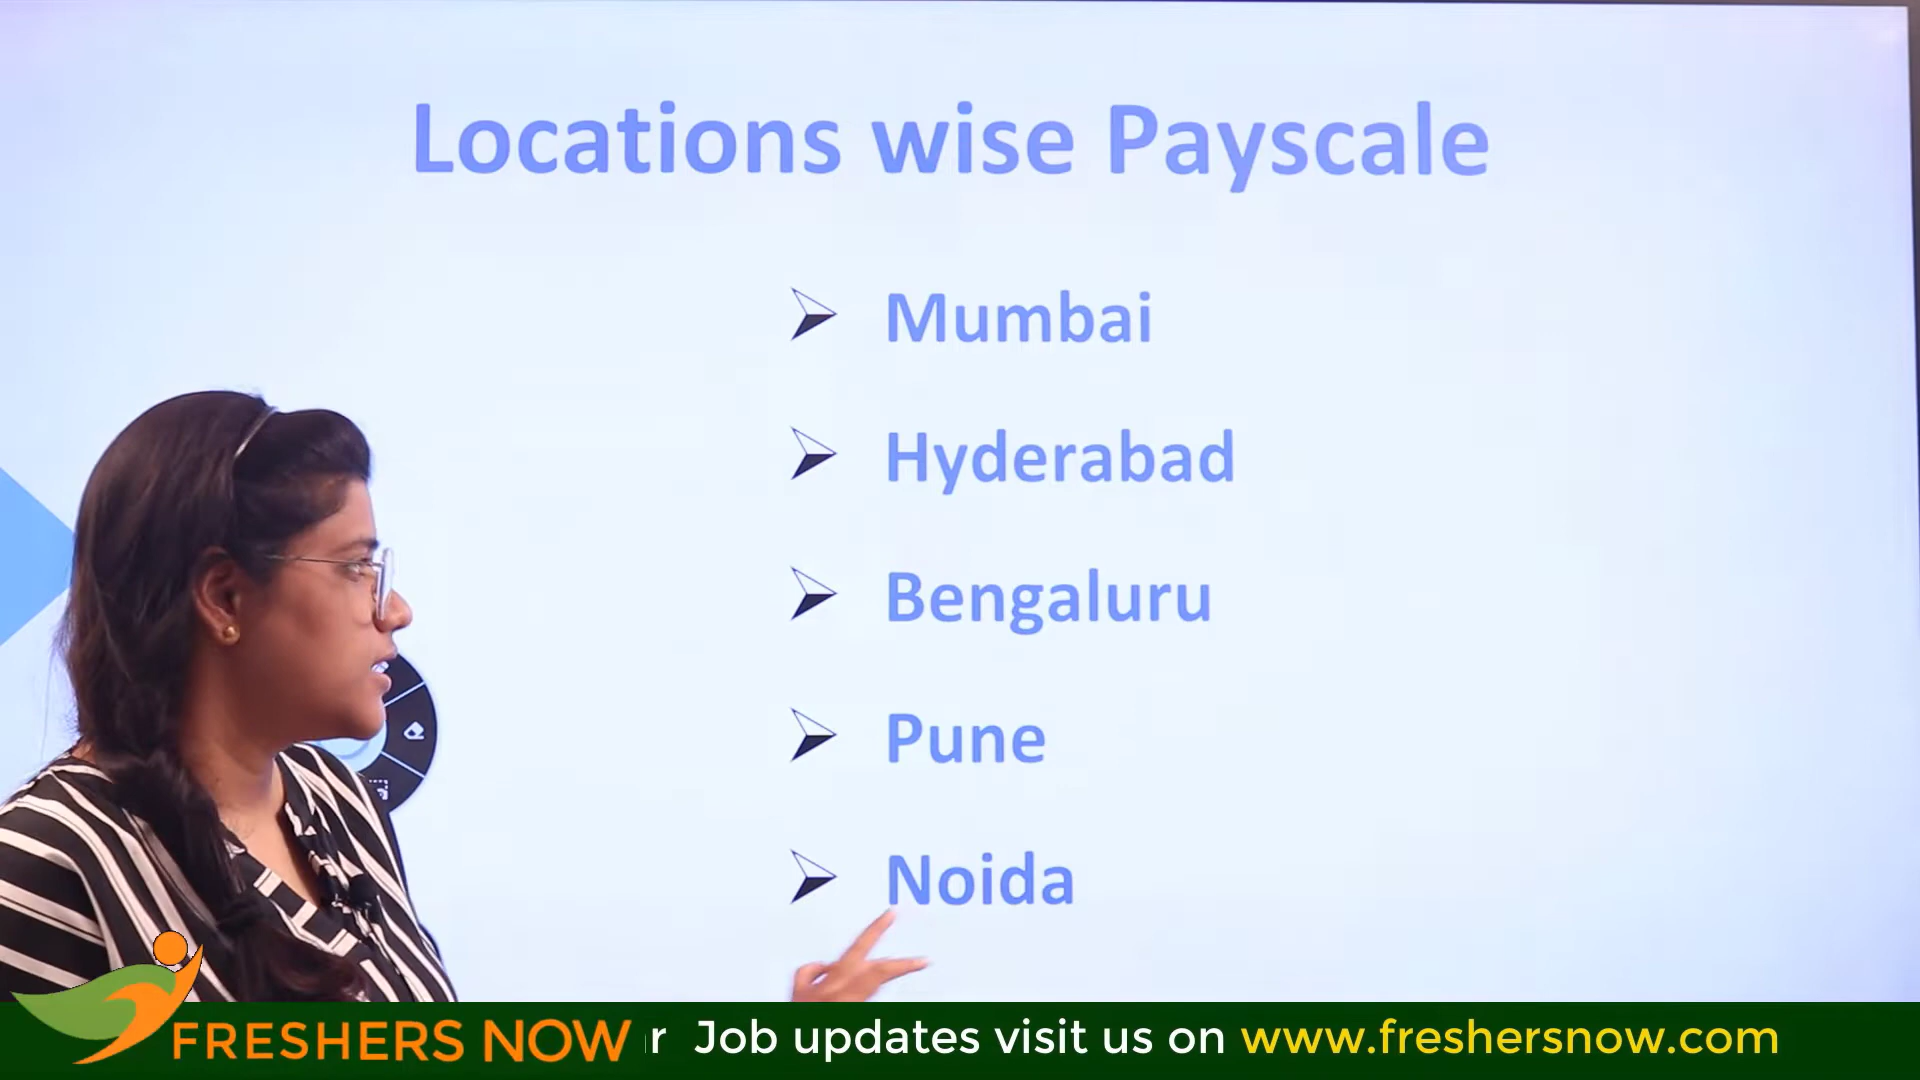 Locations wise Payscale
Mumbai
Hyderabad
Bengaluru
Pune
Noida
FRESHERS NOW
r Job updates visit us on www.freshersnow.com